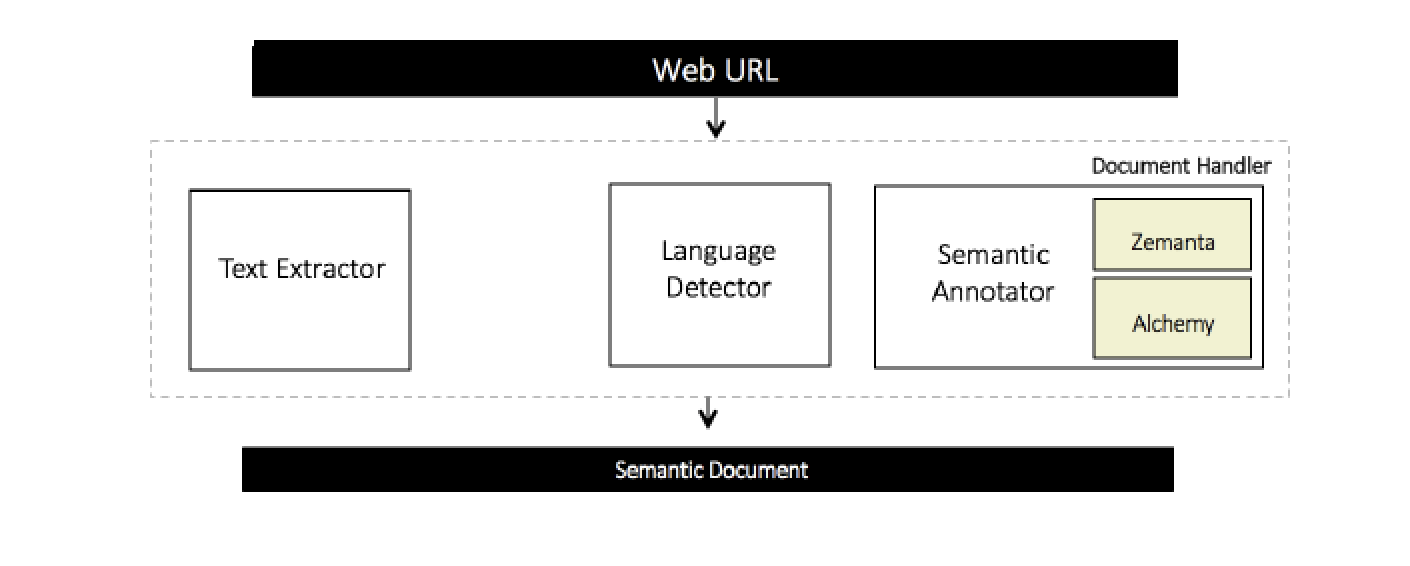 Web URL
Document Handler
Text Extractor
Language
Detector
Semantic
Annotator
Zemanta
Alchemy
Semantic Document